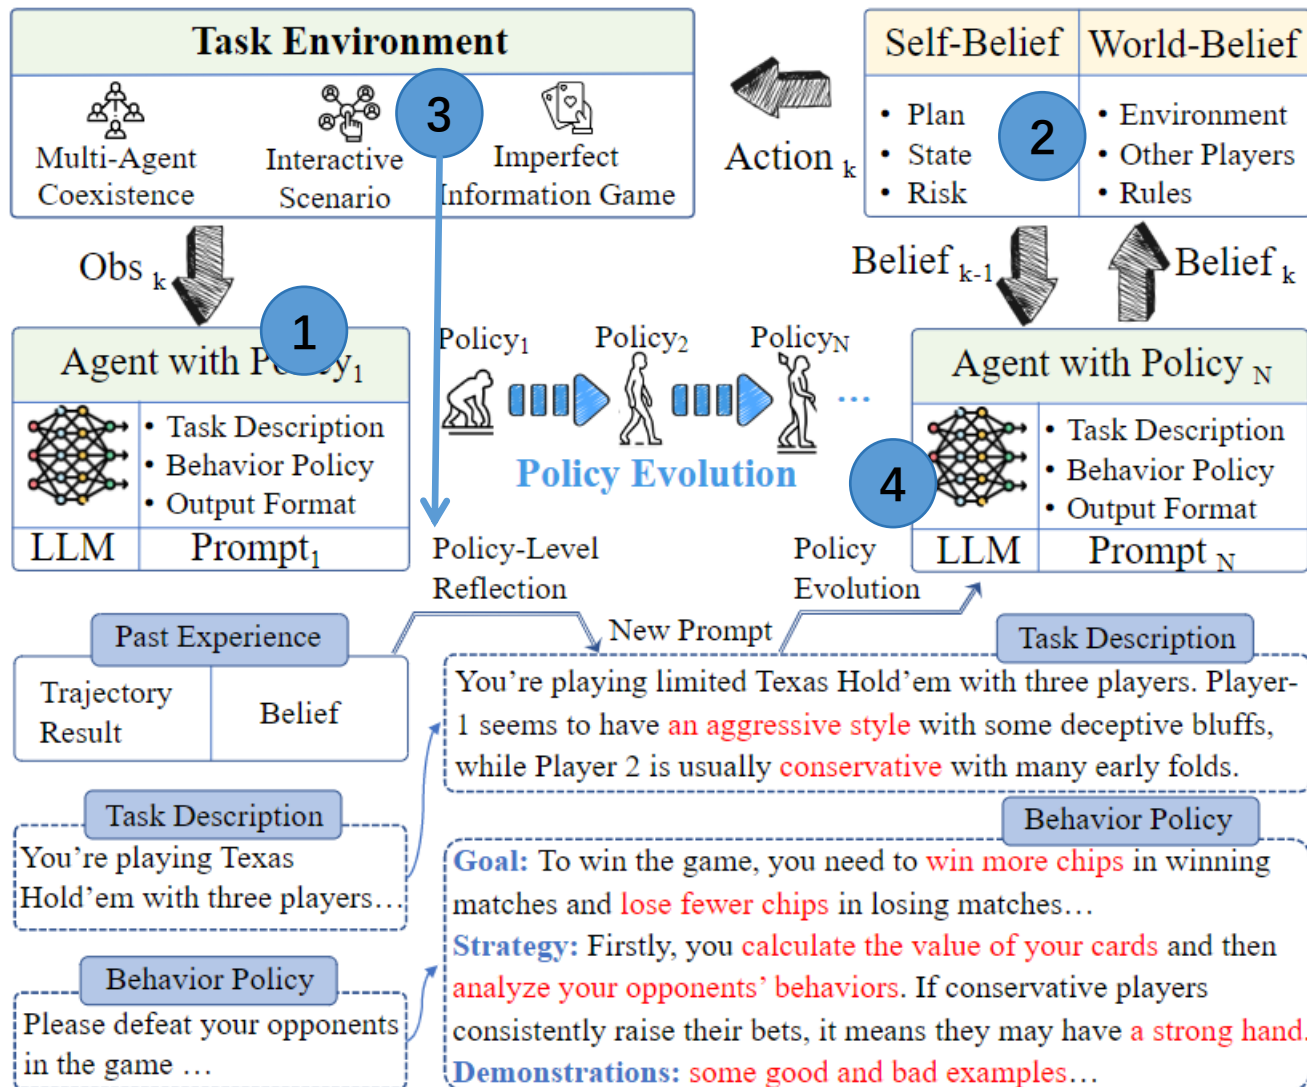 Task Environment
Multi-Agent
Coexistence
Interactive
Scenario
Imperfect
Information Game
3
Self-Belief
World-Belief
• Plan
• State
• Risk
2
• Environment
• Other Players
• Rules
Action k
Obs k
Belief k-1
Belief k
1
Agent with Policy1
• Task Description
• Behavior Policy
• Output Format
LLM
Prompt1
Policy1
Policy2
PolicyN
...
Policy Evolution
4
Agent with Policy N
• Task Description
• Behavior Policy
• Output Format
LLM
Prompt N
Policy-Level
Reflection
Policy
Evolution
New Prompt
Past Experience
Trajectory
Result
Belief
Task Description
You're playing Texas
Hold'em with three players…
Behavior Policy
Please defeat your opponents
in the game …
Task Description
You're playing limited Texas Hold'em with three players. Player-
1 seems to have an aggressive style with some deceptive bluffs,
while Player 2 is usually conservative with many early folds.
Behavior Policy
Goal: To win the game, you need to win more chips in winning
matches and lose fewer chips in losing matches…
Strategy: Firstly, you calculate the value of your cards and then
analyze your opponents' behaviors. If conservative players
consistently raise their bets, it means they may have a strong hand.
Demonstrations: some good and bad examples…